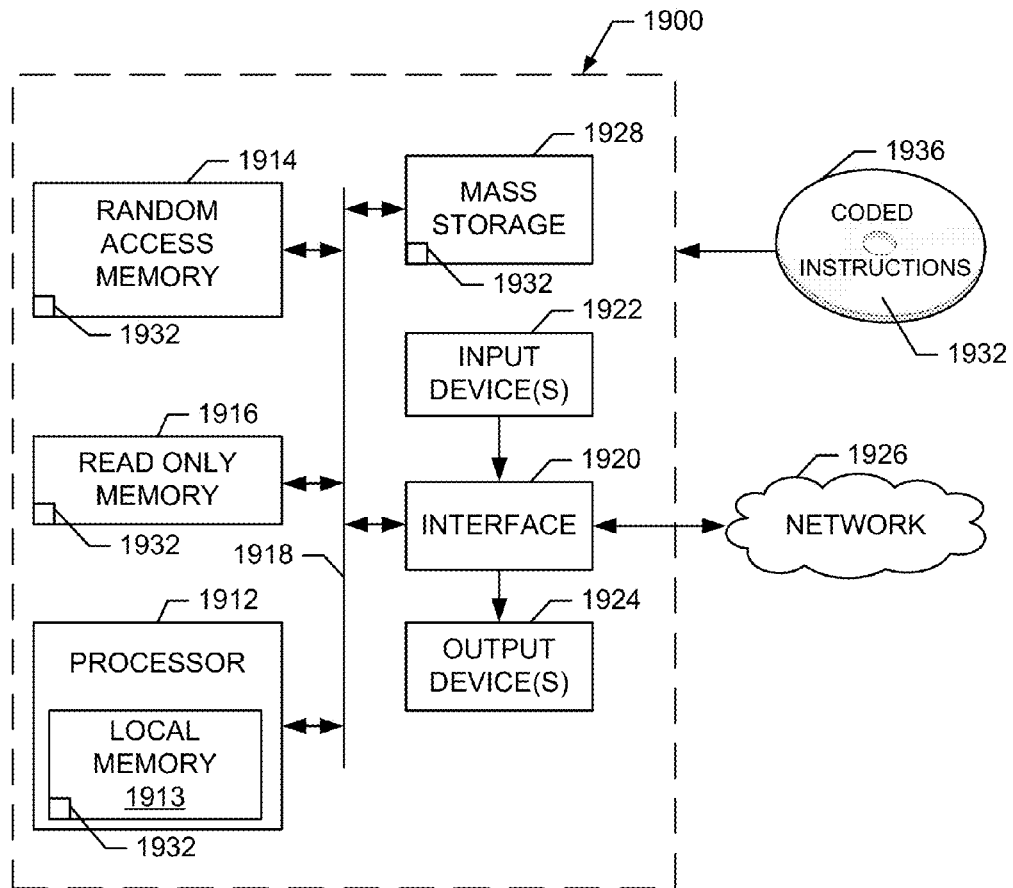 1900
1914
RANDOM
ACCESS
MEMORY
1932
1928
MASS
STORAGE
1932
1936
CODED
INSTRUCTIONS
1932
1922
INPUT
DEVICE(S)
1916
READ ONLY
MEMORY
1932
1920
INTERFACE
1926
NETWORK
1918
1912
PROCESSOR
LOCAL
MEMORY
1913
1932
1924
OUTPUT
DEVICE(S)